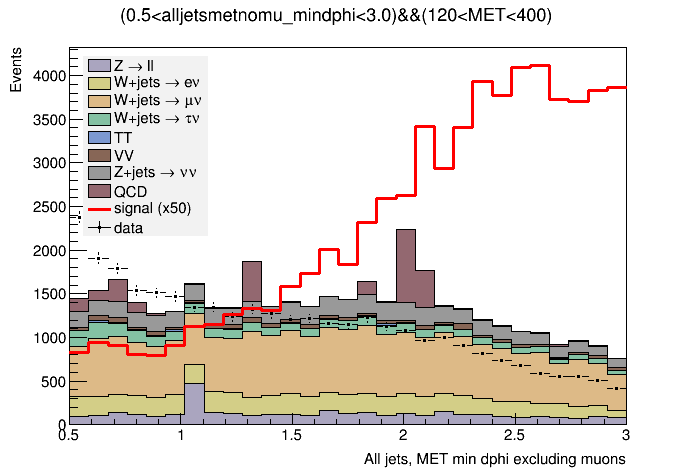 (0.5<alljetsmetnomu_mindphi<3.0)&&(120<MET<400)
Events
4000
3500
3000
2500
2000
1500
1000
500
0
Z → ll
W+jets → eν
W+jets → μν
W+jets → τν
TT
VV
Z+jets → νν
QCD
signal (x50)
data
0.5 1 1.5 2 2.5 3
All jets, MET min dphi excluding muons